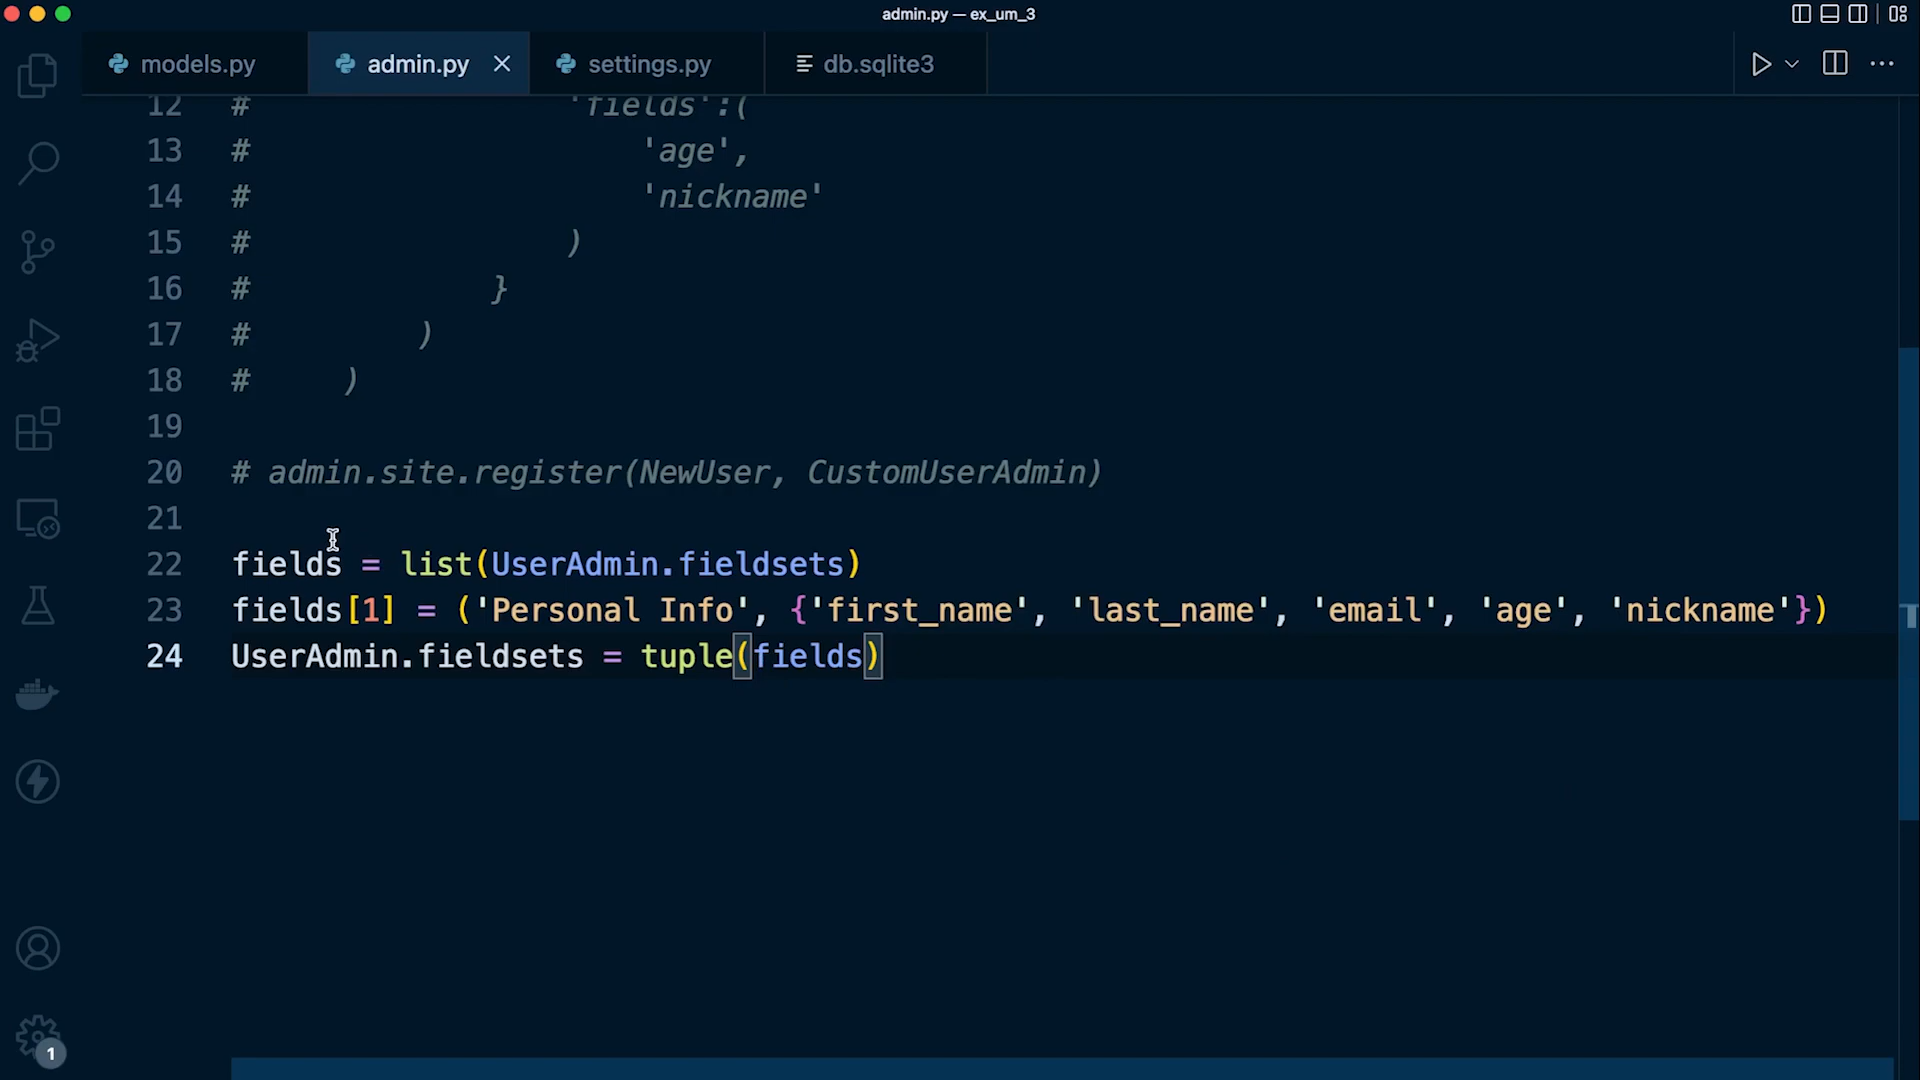 admin.py — ex_um_3
models.py admin.py settings.py db.sqlite3
12 # 'fields':(
13 # 'age',
14 # 'nickname'
15 # )
16 # }
17 # )
18 # )
19
20 # admin.site.register(NewUser, CustomUserAdmin)
21
22 fields = list(UserAdmin.fieldsets)
23 fields[1] = ('Personal Info', {'first_name', 'last_name', 'email', 'age', 'nickname'})
24 UserAdmin.fieldsets = tuple(fields)
1